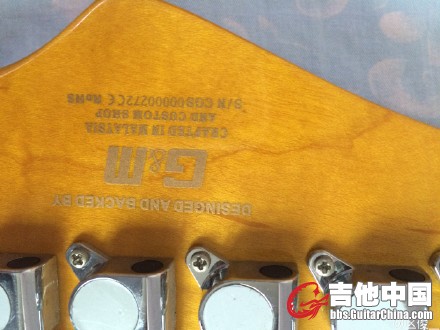 DESINGED AND BACKED BY
G&M
CRAFTED IN MALAYSIA
AND CUSTOM SHOP
S/N CGS00000272 CE RoHS
吉他中国
bbs.GuitarChina.com